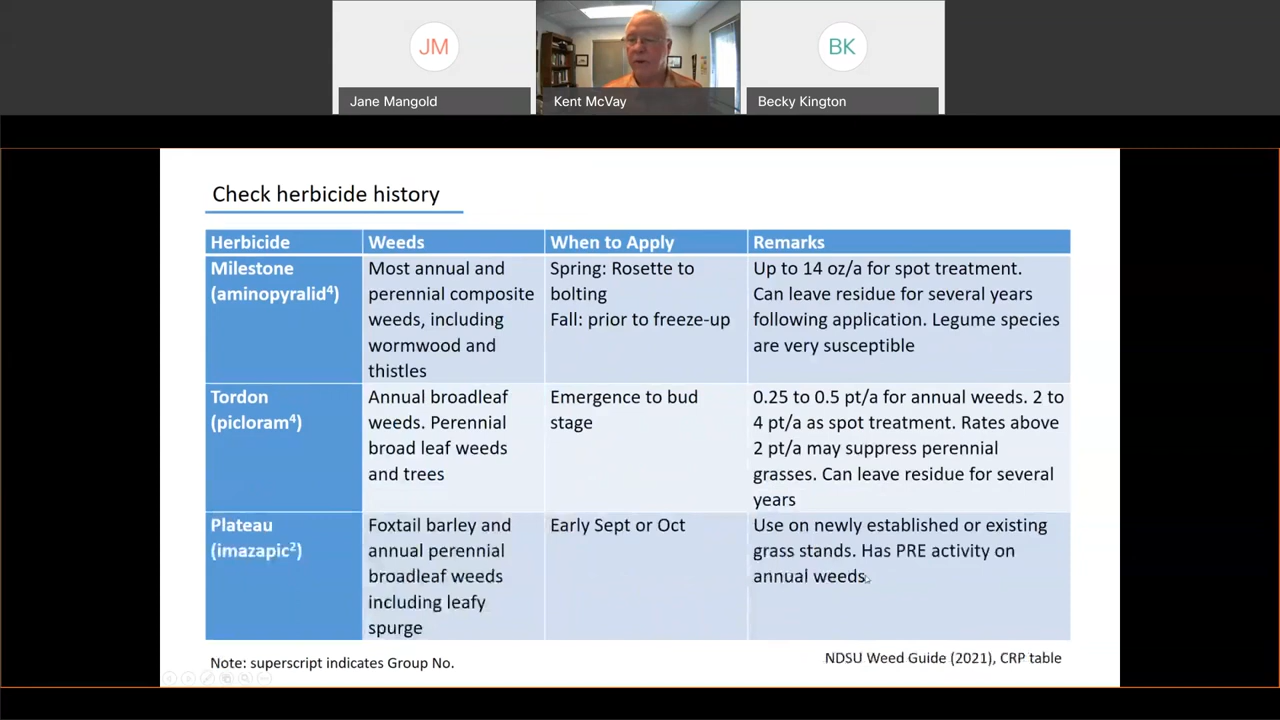 JM
BK
Jane Mangold
Kent McVay
Becky Kington
Check herbicide history
Herbicide
Weeds
When to Apply
Remarks
Milestone
(aminopyralid⁴)
Most annual and
perennial composite
weeds, including
wormwood and
thistles
Spring: Rosette to
bolting
Fall: prior to freeze-up
Up to 14 oz/a for spot treatment.
Can leave residue for several years
following application. Legume species
are very susceptible
Tordon
(picloram⁴)
Annual broadleaf
weeds. Perennial
broad leaf weeds
and trees
Emergence to bud
stage
0.25 to 0.5 pt/a for annual weeds. 2 to
4 pt/a as spot treatment. Rates above
2 pt/a may suppress perennial
grasses. Can leave residue for several
years
Plateau
(imazapic²)
Foxtail barley and
annual perennial
broadleaf weeds
including leafy
spurge
Early Sept or Oct
Use on newly established or existing
grass stands. Has PRE activity on
annual weeds.
Note: superscript indicates Group No.
NDSU Weed Guide (2021), CRP table